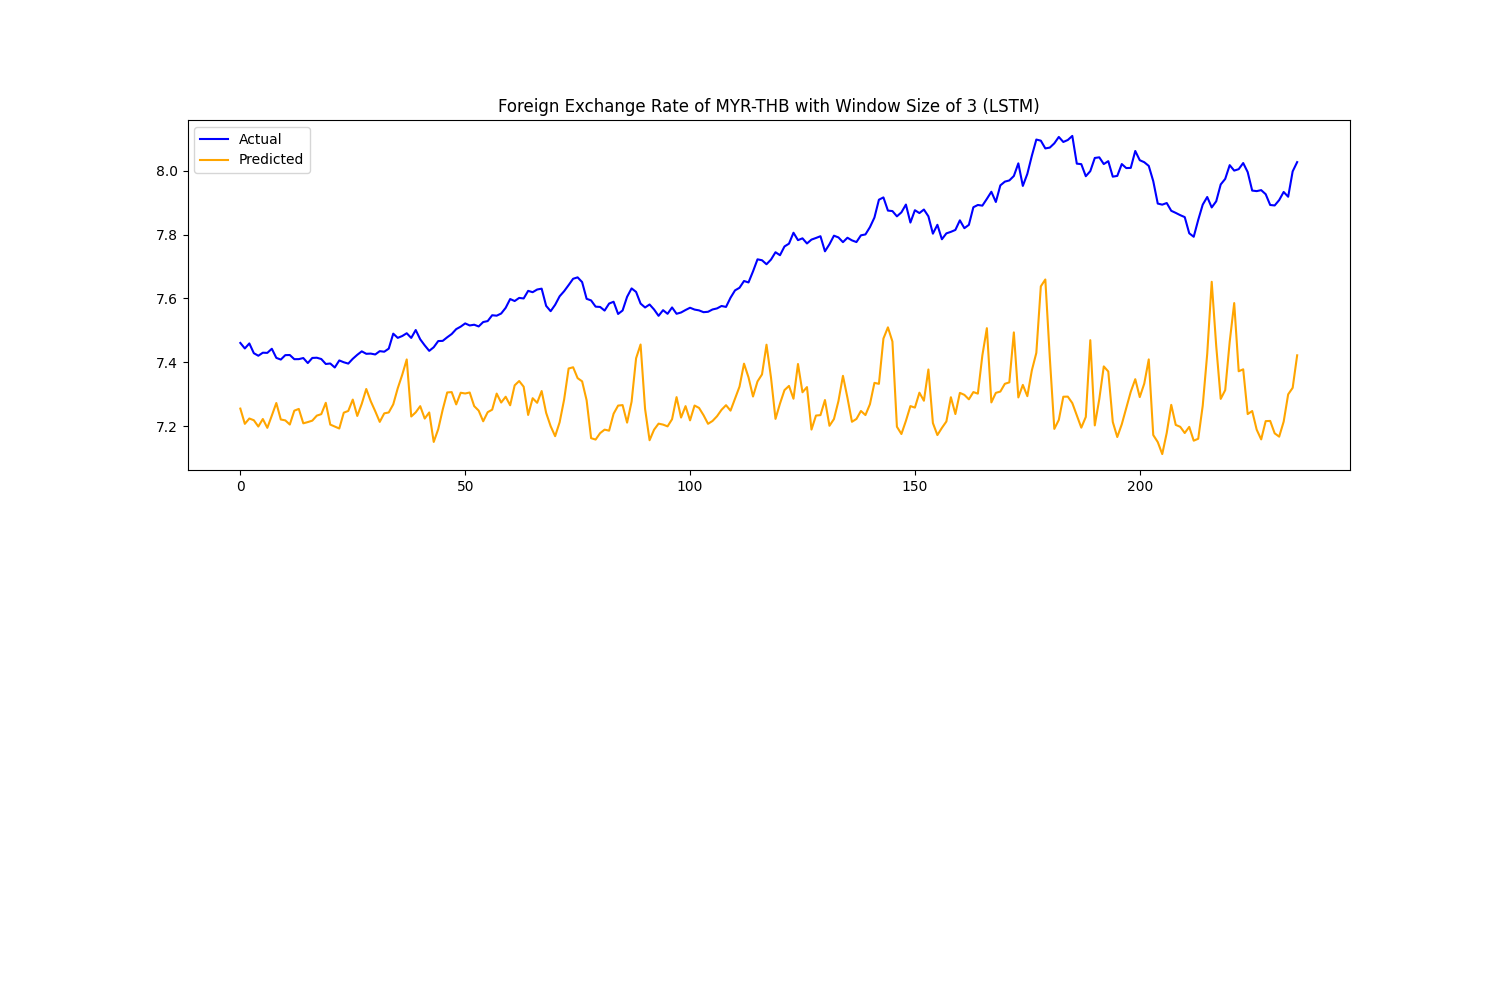 Foreign Exchange Rate of MYR-THB with Window Size of 3 (LSTM)
Actual
Predicted
8.0
7.8
7.6
7.4
7.2
0 50 100 150 200